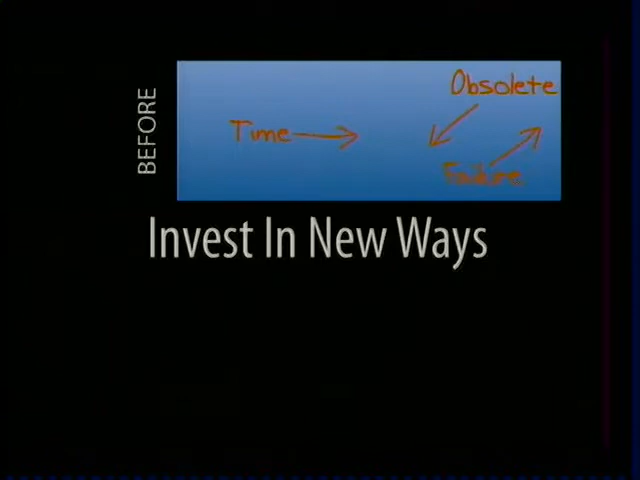 BEFORE
Obsolete
Time
Failure
Invest In New Ways